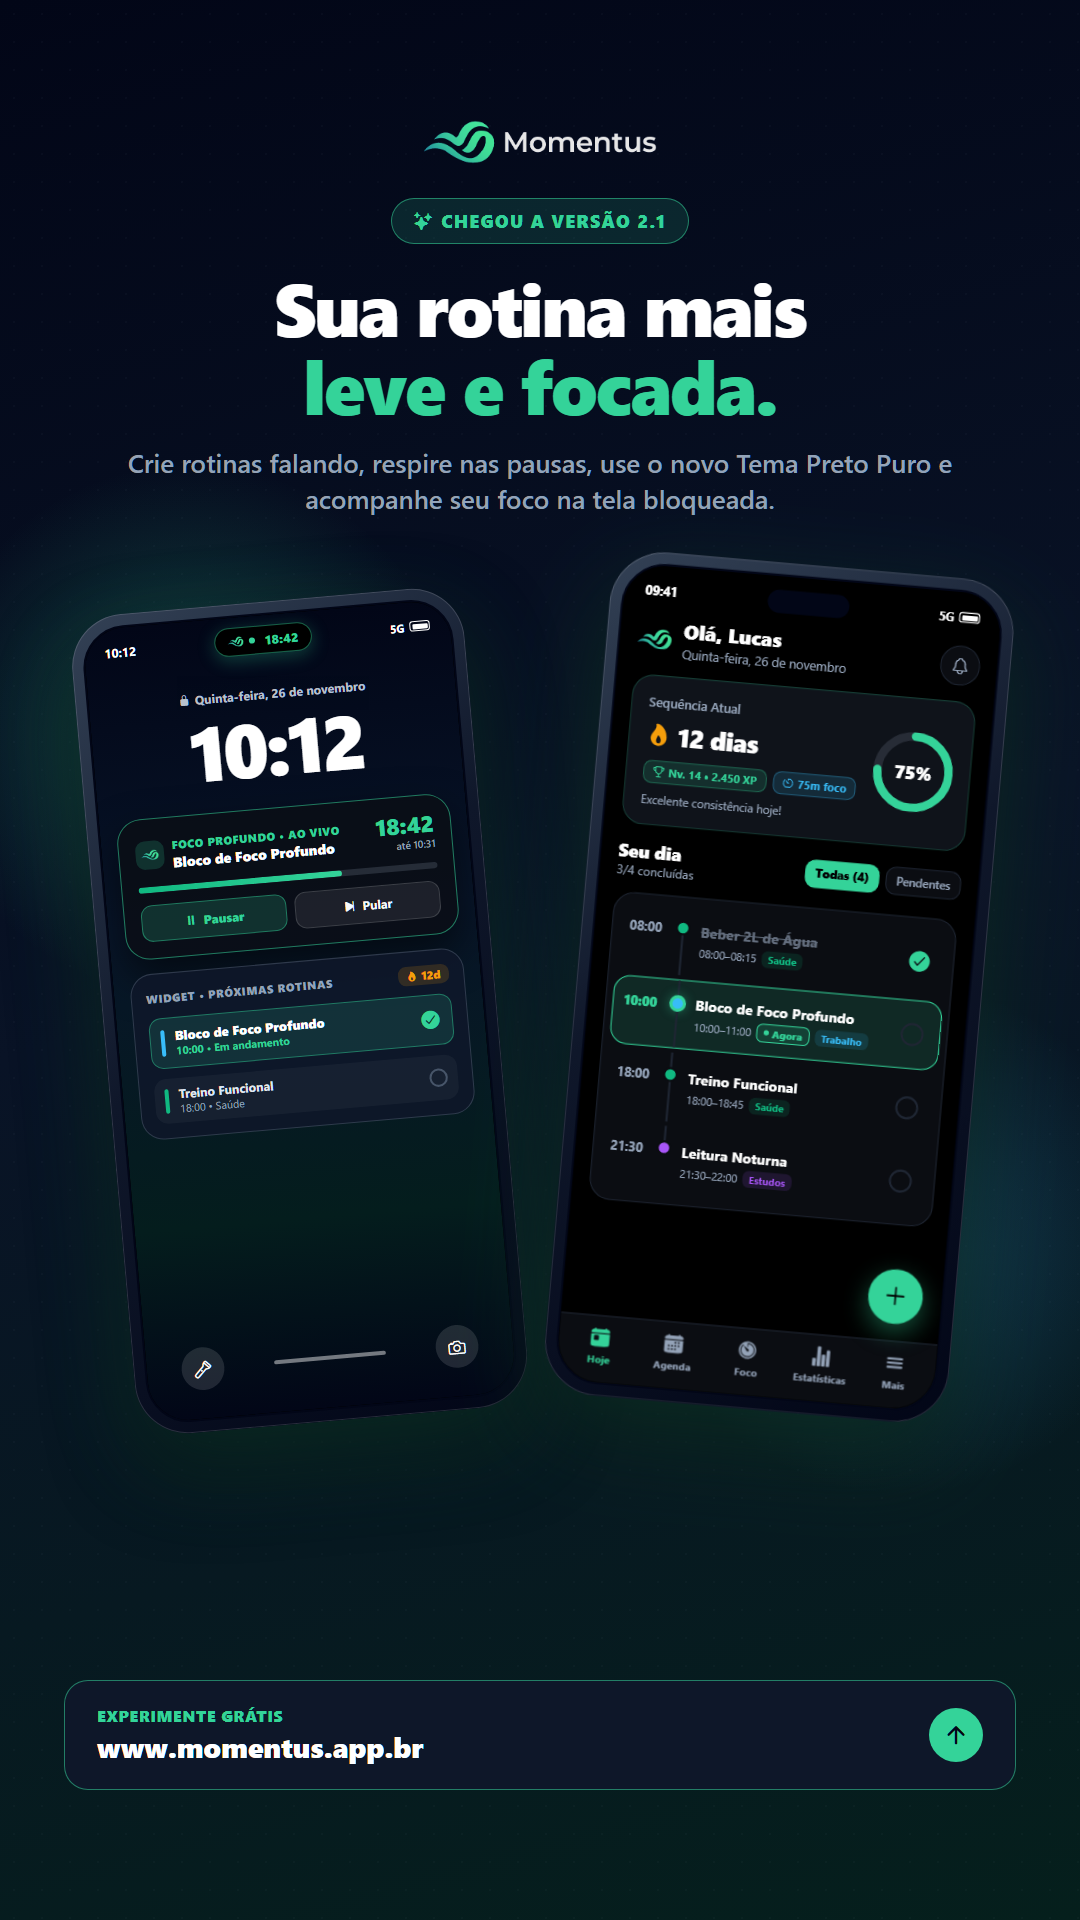 Momentus
CHEGOU A VERSÃO 2.1
Sua rotina mais
leve e focada.
Crie rotinas falando, respire nas pausas, use o novo Tema Preto Puro e
acompanhe seu foco na tela bloqueada.
10:12
18:42
5G
Quinta-feira, 26 de novembro
10:12
FOCO PROFUNDO • AO VIVO
Bloco de Foco Profundo
18:42
até 10:31
Pausar
Pular
WIDGET • PRÓXIMAS ROTINAS
12d
Bloco de Foco Profundo
10:00 • Em andamento
Treino Funcional
18:00 • Saúde
09:41
5G
Olá, Lucas
Quinta-feira, 26 de novembro
Sequência Atual
12 dias
Nv. 14 • 2.450 XP
75m foco
Excelente consistência hoje!
75%
Seu dia
3/4 concluídas
Todas (4)
Pendentes
08:00
Beber 2L de Água
08:00–08:15 Saúde
10:00
Bloco de Foco Profundo
10:00–11:00 • Agora Trabalho
18:00
Treino Funcional
18:00–18:45 Saúde
21:30
Leitura Noturna
21:30–22:00 Estudos
Hoje
Agenda
Foco
Estatísticas
Mais
EXPERIMENTE GRÁTIS
www.momentus.app.br